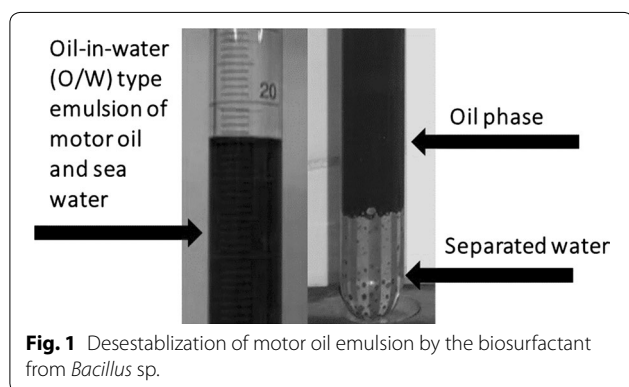 Oil-in-water
(O/W) type
emulsion of
motor oil
and sea
water
20
Oil phase
Separated water
Fig. 1 Desestablization of motor oil emulsion by the biosurfactant
from Bacillus sp.